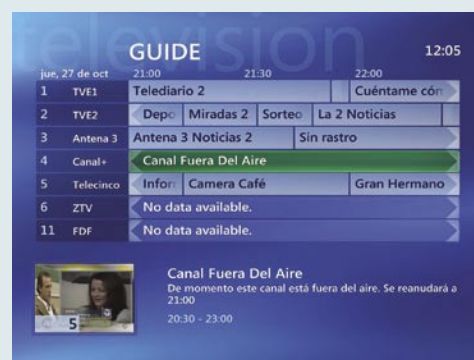 television
GUIDE 12:05
jue, 27 de oct 21:00 21:30 22:00
1 TVE1 Telediario 2 Cuéntame cón
2 TVE2 Depo Miradas 2 Sorteo La 2 Noticias
3 Antena 3 Antena 3 Noticias 2 Sin rastro
4 Canal+ Canal Fuera Del Aire
5 Telecinco Infor Camera Café Gran Hermano
6 ZTV No data available.
11 FDF No data available.
Canal Fuera Del Aire
De momento este canal está fuera del aire. Se reanudará a
21:00
20:30 - 23:00
5